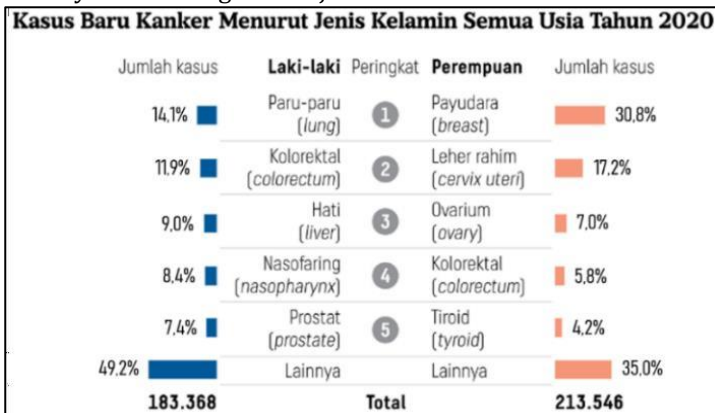 Kasus Baru Kanker Menurut Jenis Kelamin Semua Usia Tahun 2020
Jumlah kasus Laki-laki Peringkat Perempuan Jumlah kasus
14,1% Paru-paru (lung) 1 Payudara (breast) 30,8%
11,9% Kolorektal (colorectum) 2 Leher rahim (cervix uteri) 17,2%
9,0% Hati (liver) 3 Ovarium (ovary) 7,0%
8,4% Nasofaring (nasopharynx) 4 Kolorektal (colorectum) 5,8%
7,4% Prostat (prostate) 5 Tiroid (tyroid) 4,2%
49,2% Lainnya Lainnya 35,0%
183.368 Total 213.546